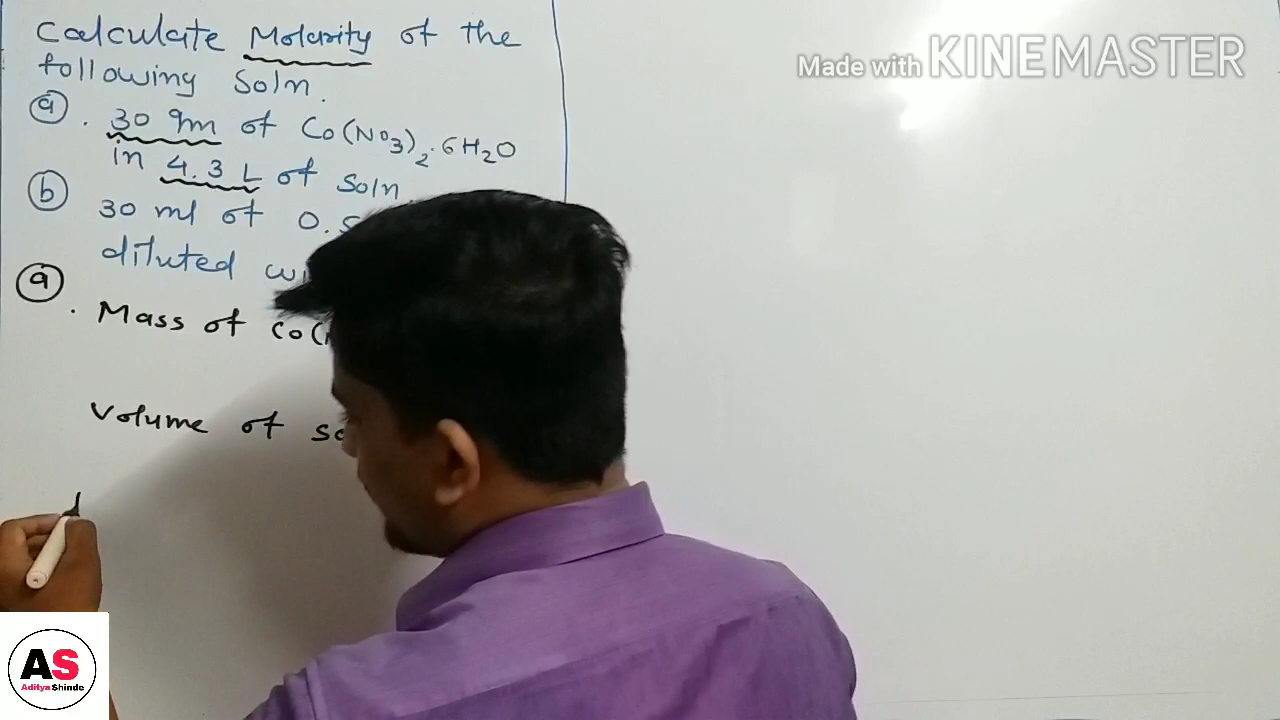 Calculate Molarity of the
following Soln.
Made with KINEMASTER
(a). 30 gm of Co(NO3)2.6H2O
in 4.3 L of Soln
(b) 30 ml of 0.5
diluted
(a). Mass of Co(
Volume of
AS
Aditya Shinde